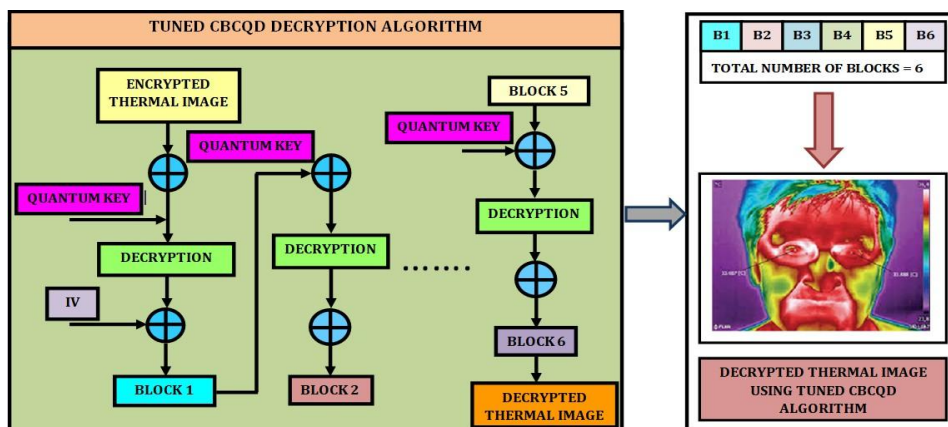 TUNED CBCQD DECRYPTION ALGORITHM
ENCRYPTED
THERMAL IMAGE
QUANTUM KEY
QUANTUM KEY
DECRYPTION
IV
BLOCK 1
DECRYPTION
BLOCK 2
.......
BLOCK 5
QUANTUM KEY
DECRYPTION
BLOCK 6
DECRYPTED
THERMAL IMAGE
B1 B2 B3 B4 B5 B6
TOTAL NUMBER OF BLOCKS = 6
DECRYPTED THERMAL IMAGE
USING TUNED CBCQD
ALGORITHM